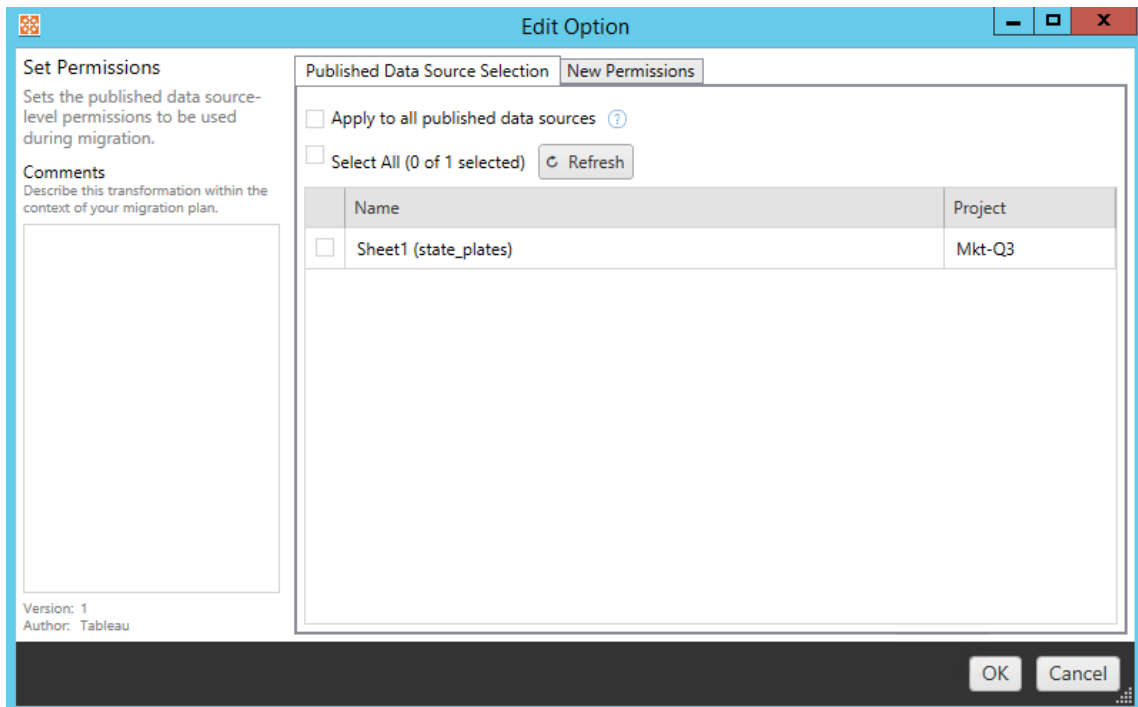 Edit Option
Set Permissions
Sets the published data source-
level permissions to be used
during migration.
Comments
Describe this transformation within the
context of your migration plan.
Version: 1
Author: Tableau
Published Data Source Selection
New Permissions
Apply to all published data sources ?
Select All (0 of 1 selected)
Refresh
Name
Project
Sheet1 (state_plates)
Mkt-Q3
OK
Cancel